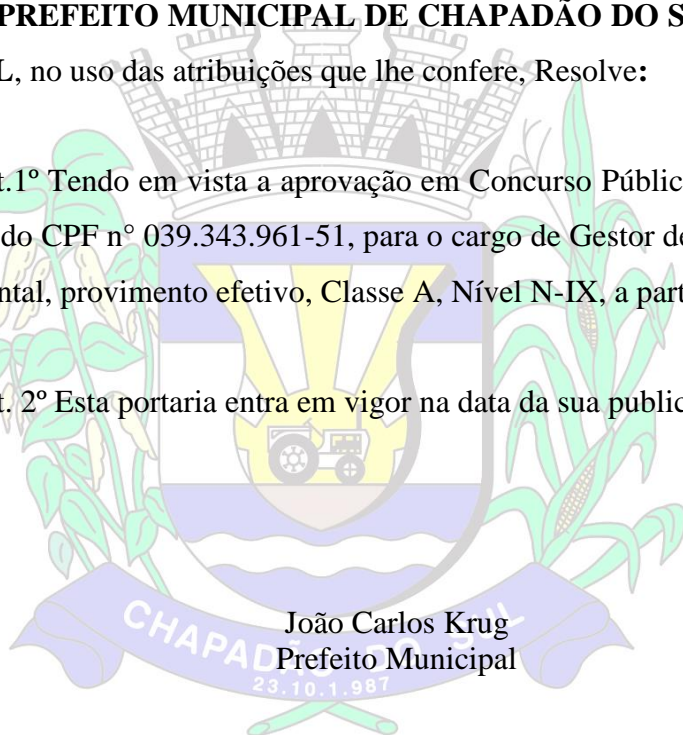 PREFEITO MUNICIPAL DE CHAPADÃO DO S
L, no uso das atribuições que lhe confere, Resolve:
t.1º Tendo em vista a aprovação em Concurso Públic
do CPF n° 039.343.961-51, para o cargo de Gestor de
ntal, provimento efetivo, Classe A, Nível N-IX, a part
t. 2º Esta portaria entra em vigor na data da sua public
João Carlos Krug
Prefeito Municipal
CHAPADÃO DO SUL
23.10.1.987